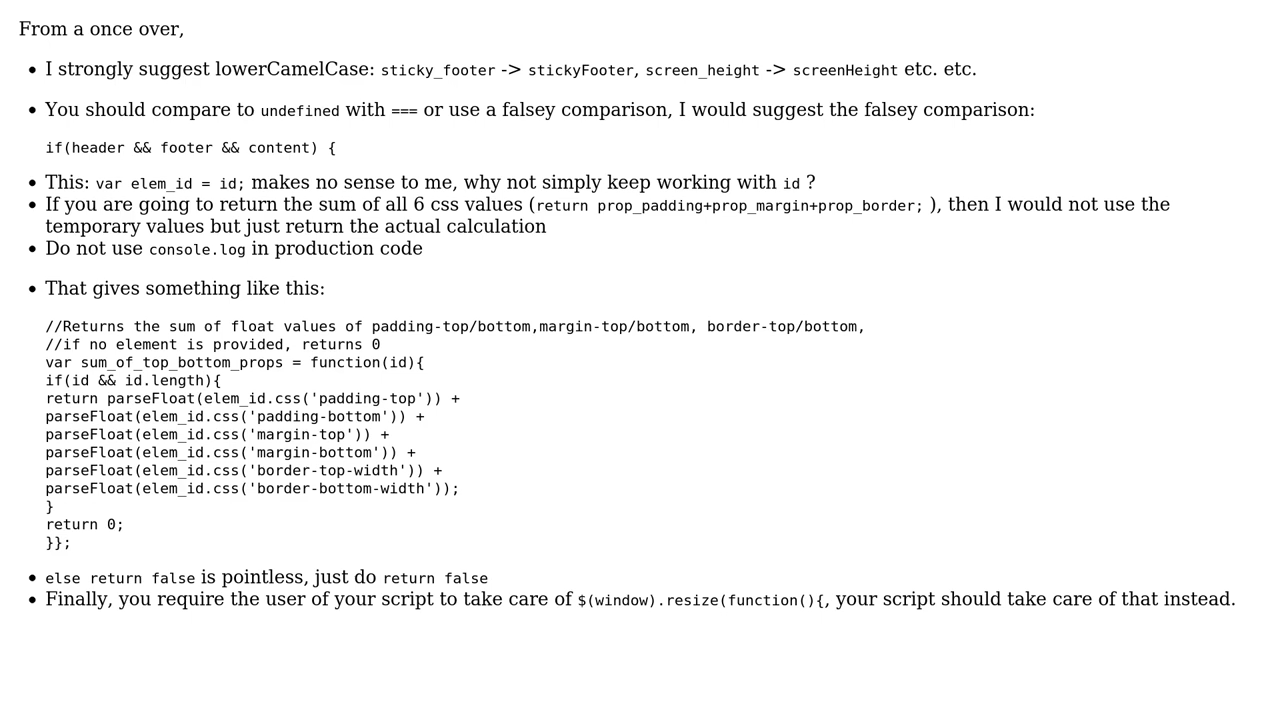 From a once over,
I strongly suggest lowerCamelCase: sticky_footer -> stickyFooter, screen_height -> screenHeight etc. etc.
You should compare to undefined with === or use a falsey comparison, I would suggest the falsey comparison:
if(header && footer && content) {
This: var elem_id = id; makes no sense to me, why not simply keep working with id ?
If you are going to return the sum of all 6 css values (return prop_padding+prop_margin+prop_border; ), then I would not use the
temporary values but just return the actual calculation
Do not use console.log in production code
That gives something like this:
//Returns the sum of float values of padding-top/bottom,margin-top/bottom, border-top/bottom,
//if no element is provided, returns 0
var sum_of_top_bottom_props = function(id){
if(id && id.length){
return parseFloat(elem_id.css('padding-top')) +
parseFloat(elem_id.css('padding-bottom')) +
parseFloat(elem_id.css('margin-top')) +
parseFloat(elem_id.css('margin-bottom')) +
parseFloat(elem_id.css('border-top-width')) +
parseFloat(elem_id.css('border-bottom-width'));
}
return 0;
}};
else return false is pointless, just do return false
Finally, you require the user of your script to take care of $(window).resize(function(){, your script should take care of that instead.